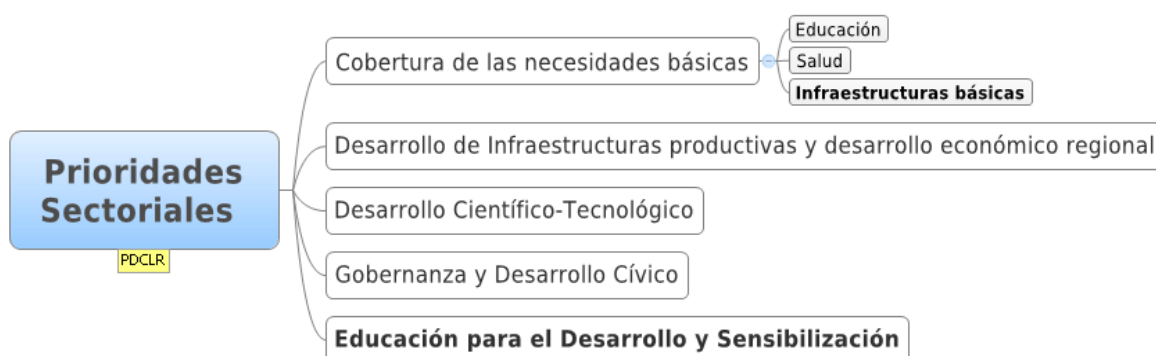 Prioridades
Sectoriales
PDCLR
Cobertura de las necesidades básicas
Educación
Salud
Infraestructuras básicas
Desarrollo de Infraestructuras productivas y desarrollo económico regional
Desarrollo Científico-Tecnológico
Gobernanza y Desarrollo Cívico
Educación para el Desarrollo y Sensibilización